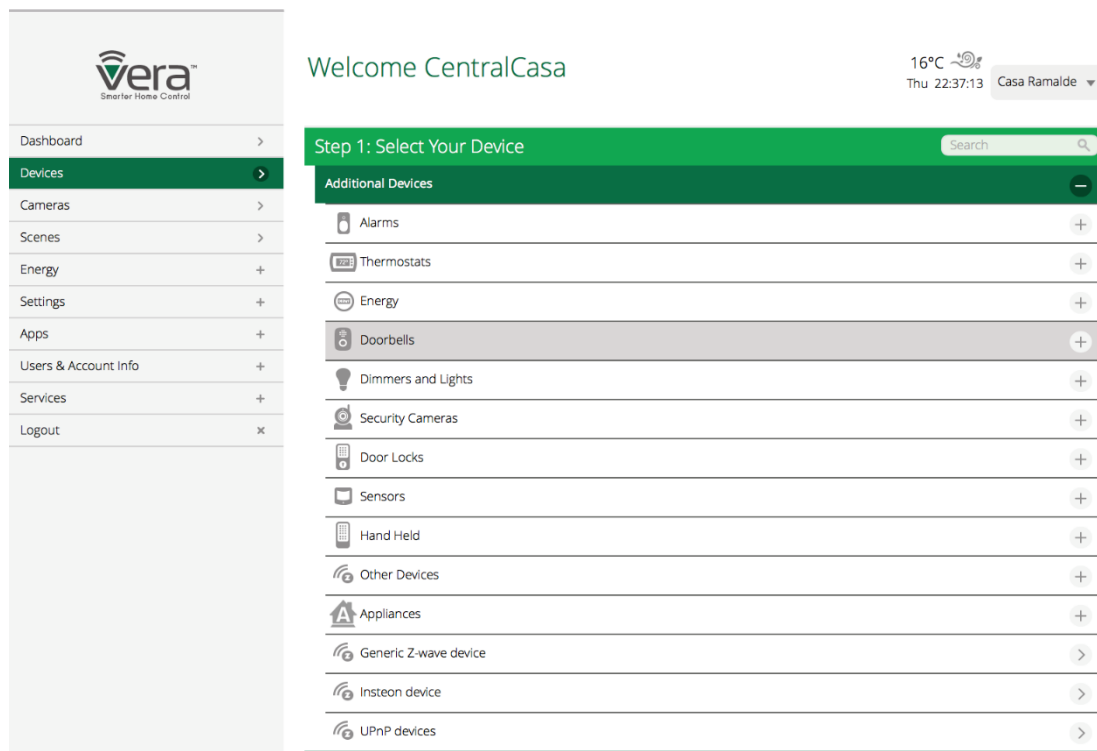 vera™
Smarter Home Control
Welcome CentralCasa
16°C
Thu 22:37:13
Casa Ramalde
Dashboard
Devices
Cameras
Scenes
Energy
Settings
Apps
Users & Account Info
Services
Logout
Step 1: Select Your Device
Search
Additional Devices
Alarms
Thermostats
Energy
Doorbells
Dimmers and Lights
Security Cameras
Door Locks
Sensors
Hand Held
Other Devices
Appliances
Generic Z-wave device
Insteon device
UPnP devices